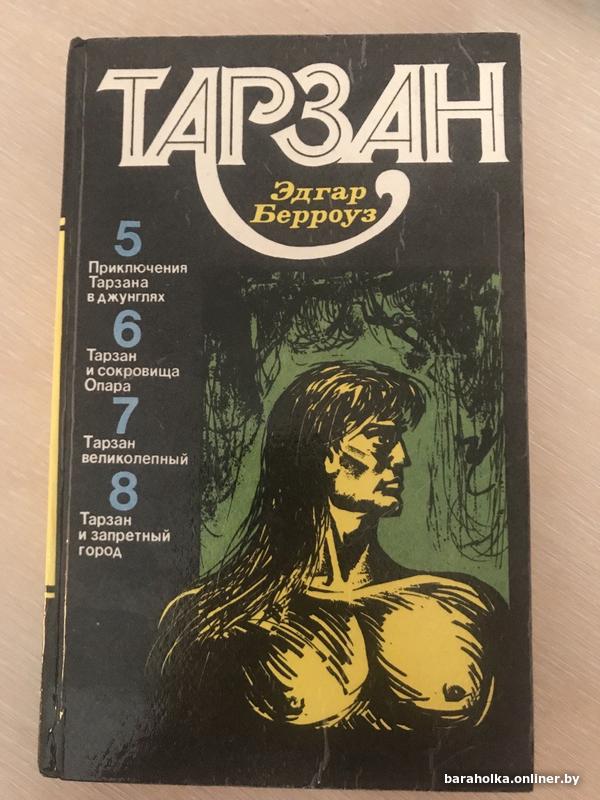 ТАРЗАН
Эдгар
Берроуз
5
Приключения
Тарзана
в джунглях
6
Тарзан
и сокровища
Опара
7
Тарзан
великолепный
8
Тарзан
и запретный
город
baraholka.onliner.by